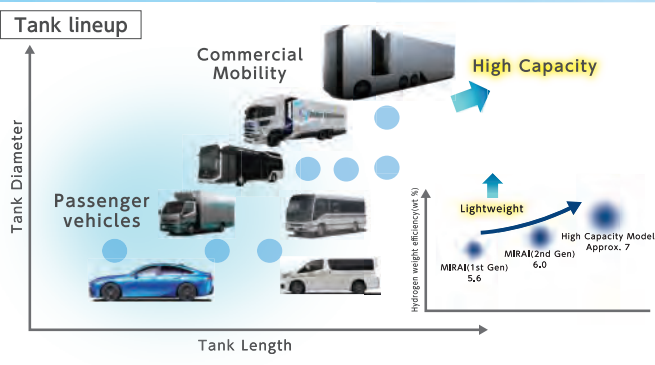 Tank lineup
Commercial
Mobility
High Capacity
Tank Diameter
Passenger
vehicles
Hydrogen weight efficiency(wt %)
Lightweight
High Capacity Model
Approx. 7
MIRAI(2nd Gen)
6.0
MIRAI(1st Gen)
5.6
Tank Length